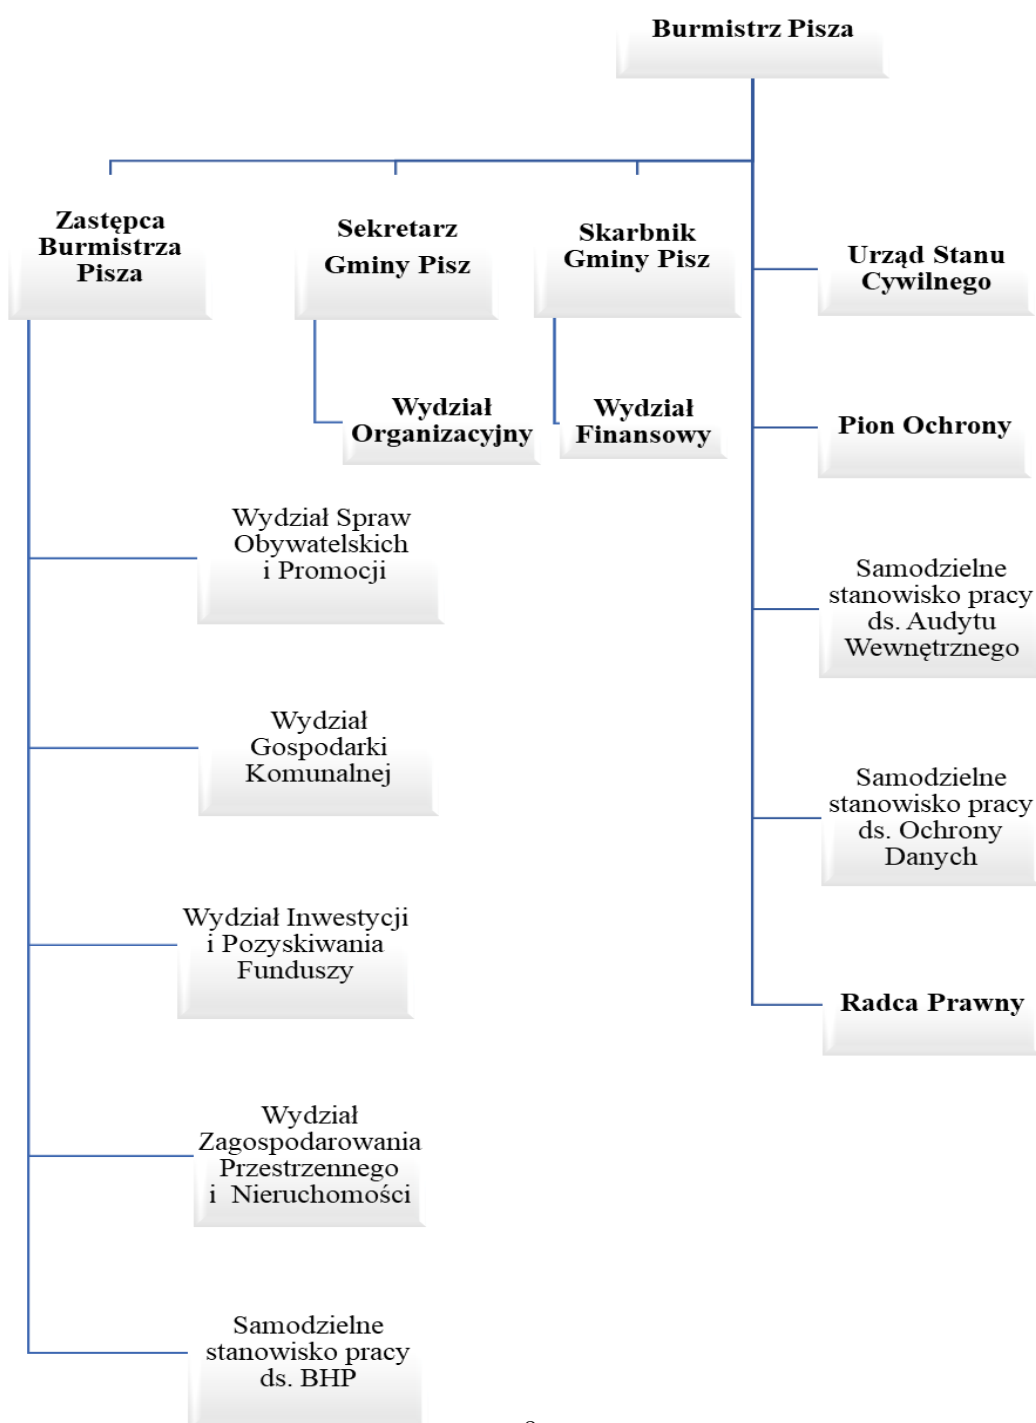 Burmistrz Pisza
Zastępca
Burmistrza
Pisza
Sekretarz
Gminy Pisz
Skarbnik
Gminy Pisz
Urząd Stanu
Cywilnego
Wydział
Organizacyjny
Wydział
Finansowy
Pion Ochrony
Wydział Spraw
Obywatelskich
i Promocji
Samodzielne
stanowisko pracy
ds. Audytu
Wewnętrznego
Wydział
Gospodarki
Komunalnej
Samodzielne
stanowisko pracy
ds. Ochrony
Danych
Wydział Inwestycji
i Pozyskiwania
Funduszy
Radca Prawny
Wydział
Zagospodarowania
Przestrzennego
i Nieruchomości
Samodzielne
stanowisko pracy
ds. BHP